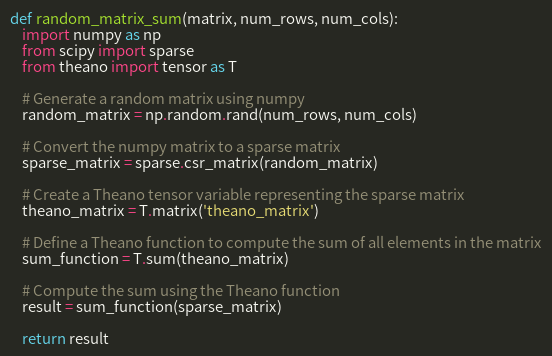 def random_matrix_sum(matrix, num_rows, num_cols):
    import numpy as np
    from scipy import sparse
    from theano import tensor as T

    # Generate a random matrix using numpy
    random_matrix = np.random.rand(num_rows, num_cols)

    # Convert the numpy matrix to a sparse matrix
    sparse_matrix = sparse.csr_matrix(random_matrix)

    # Create a Theano tensor variable representing the sparse matrix
    theano_matrix = T.matrix('theano_matrix')

    # Define a Theano function to compute the sum of all elements in the matrix
    sum_function = T.sum(theano_matrix)

    # Compute the sum using the Theano function
    result = sum_function(sparse_matrix)

    return result